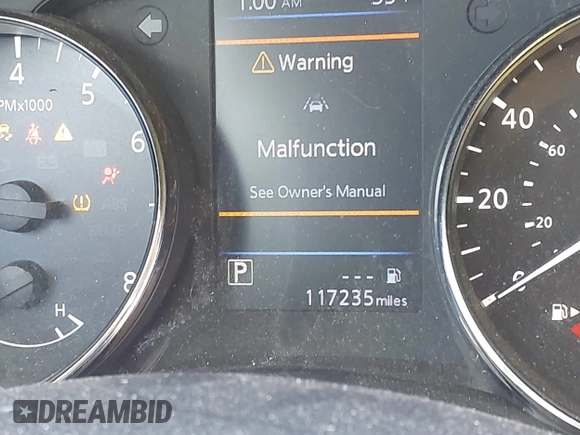 1:00 AM
Warning
Malfunction
See Owner's Manual
P
---
117235 miles
4
5
6
8
PMx1000
H
40
60
20
20
0
DREAMBID